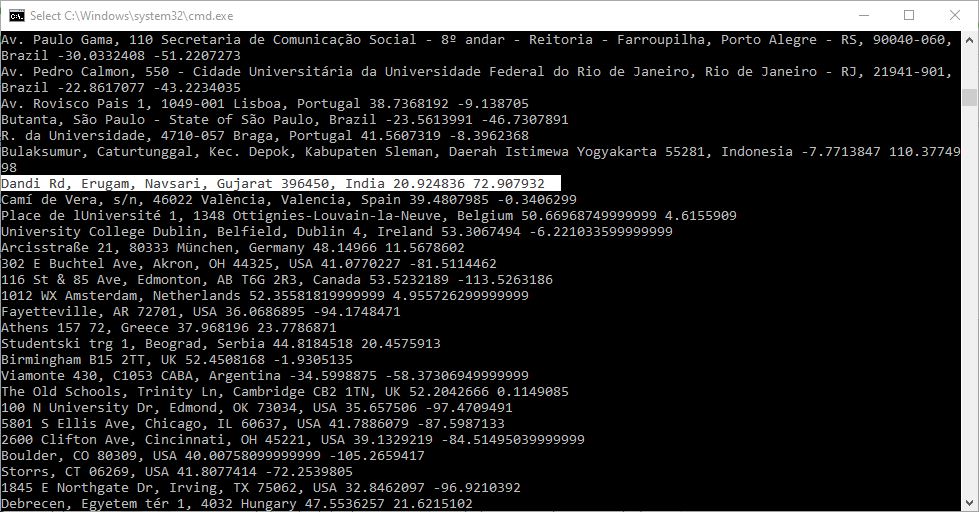 Select C:\Windows\system32\cmd.exe
Av. Paulo Gama, 110 Secretaria de Comunicação Social - 8º andar - Reitoria - Farroupilha, Porto Alegre - RS, 90040-060,
Brazil -30.0332408 -51.2207273
Av. Pedro Calmon, 550 - Cidade Universitária da Universidade Federal do Rio de Janeiro, Rio de Janeiro - RJ, 21941-901,
Brazil -22.8617077 -43.2234035
Av. Rovisco Pais 1, 1049-001 Lisboa, Portugal 38.7368192 -9.138705
Butanta, São Paulo - State of São Paulo, Brazil -23.5613991 -46.7307891
R. da Universidade, 4710-057 Braga, Portugal 41.5607319 -8.3962368
Bulaksumur, Caturtunggal, Kec. Depok, Kabupaten Sleman, Daerah Istimewa Yogyakarta 55281, Indonesia -7.7713847 110.37749
98
Dandi Rd, Erugam, Navsari, Gujarat 396450, India 20.924836 72.907932
Camí de Vera, s/n, 46022 València, Valencia, Spain 39.4807985 -0.3406299
Place de lUniversité 1, 1348 Ottignies-Louvain-la-Neuve, Belgium 50.66968749999999 4.6155909
University College Dublin, Belfield, Dublin 4, Ireland 53.3067494 -6.221033599999999
Arcisstraße 21, 80333 München, Germany 48.14966 11.5678602
302 E Buchtel Ave, Akron, OH 44325, USA 41.0770227 -81.5114462
116 St & 85 Ave, Edmonton, AB T6G 2R3, Canada 53.5232189 -113.5263186
1012 WX Amsterdam, Netherlands 52.35581819999999 4.955726299999999
Fayetteville, AR 72701, USA 36.0686895 -94.1748471
Athens 157 72, Greece 37.968196 23.7786871
Studentski trg 1, Beograd, Serbia 44.8184518 20.4575913
Birmingham B15 2TT, UK 52.4508168 -1.9305135
Viamonte 430, C1053 CABA, Argentina -34.5998875 -58.37306949999999
The Old Schools, Trinity Ln, Cambridge CB2 1TN, UK 52.2042666 0.1149085
100 N University Dr, Edmond, OK 73034, USA 35.657506 -97.4709491
5801 S Ellis Ave, Chicago, IL 60637, USA 41.7886079 -87.5987133
2600 Clifton Ave, Cincinnati, OH 45221, USA 39.1329219 -84.51495039999999
Boulder, CO 80309, USA 40.00758099999999 -105.2659417
Storrs, CT 06269, USA 41.8077414 -72.2539805
1845 E Northgate Dr, Irving, TX 75062, USA 32.8462097 -96.9210392
Debrecen, Egyetem tér 1, 4032 Hungary 47.5536257 21.6215102